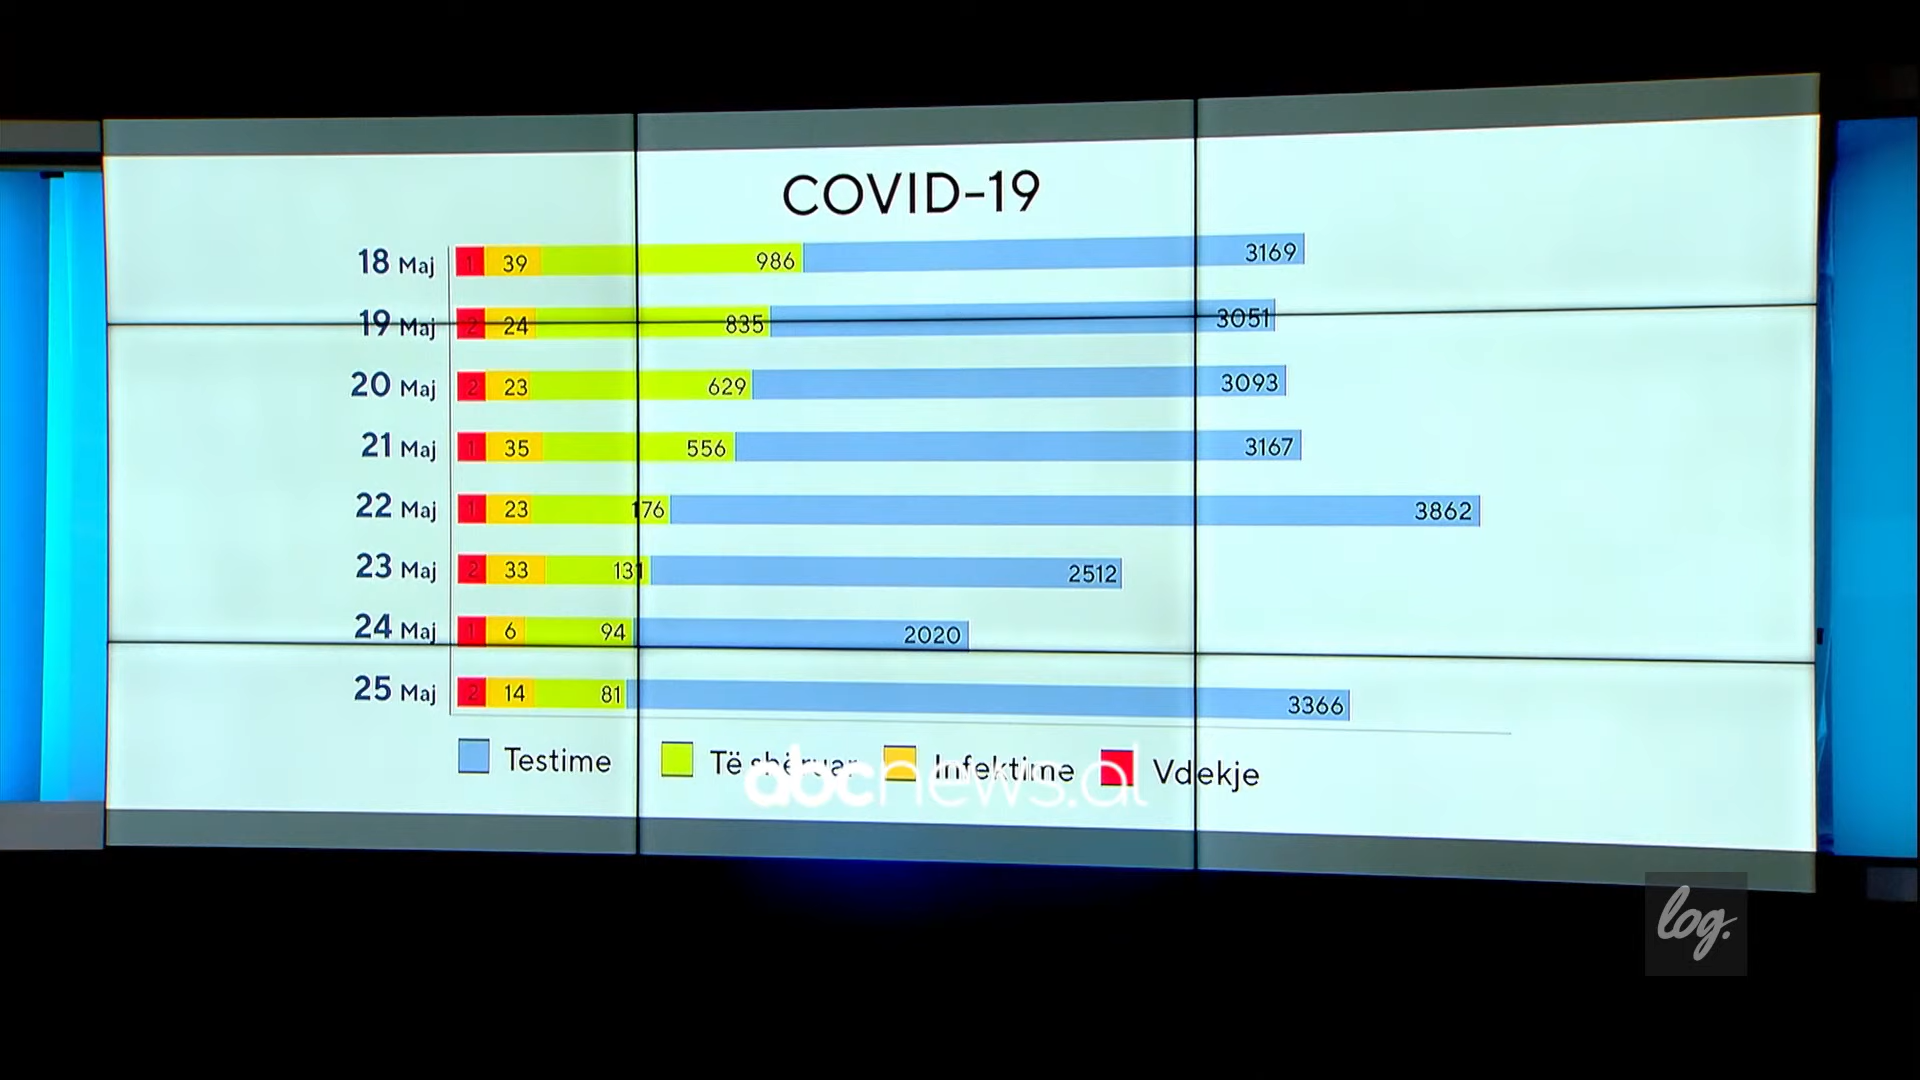 COVID-19
18 Maj 1 39 986 3169
19 Maj 2 24 835 3051
20 Maj 2 23 629 3093
21 Maj 1 35 556 3167
22 Maj 1 23 176 3862
23 Maj 2 33 131 2512
24 Maj 1 6 94 2020
25 Maj 2 14 81 3366
Testime Të shëruar Infektime Vdekje
abcnews.al
log.